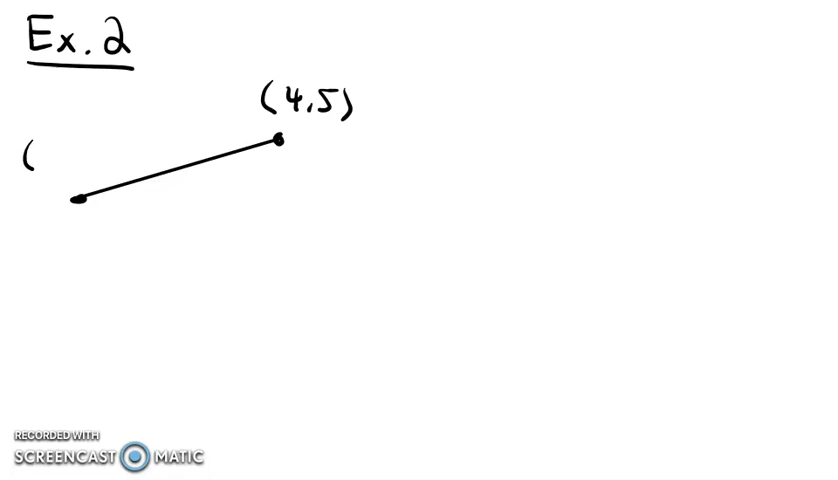 Ex. 2
(4,5)
(
RECORDED WITH
SCREENCAST MATIC